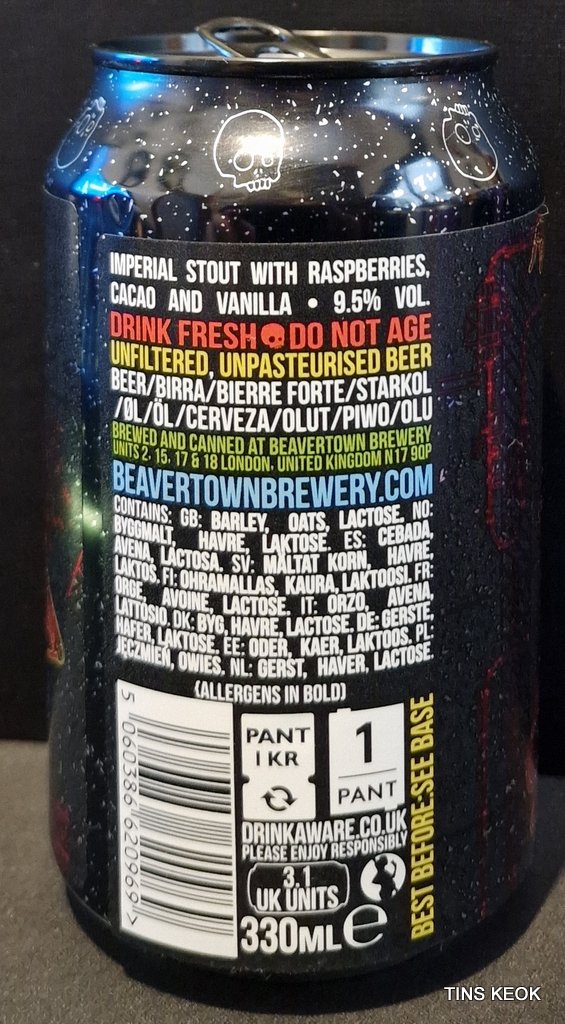 IMPERIAL STOUT WITH RASPBERRIES,
CACAO AND VANILLA • 9.5% VOL.
DRINK FRESH DO NOT AGE
UNFILTERED, UNPASTEURISED BEER
BEER/BIRRA/BIERRE FORTE/STARKOL
/ØL/ÖL/CERVEZA/OLUT/PIWO/OLU
BREWED AND CANNED AT BEAVERTOWN BREWERY
UNITS 2, 15, 17 & 18 LONDON, UNITED KINGDOM N17 9QP
BEAVERTOWNBREWERY.COM
CONTAINS: GB: BARLEY, OATS, LACTOSE. NO:
BYGGMALT, HAVRE, LAKTOSE. ES: CEBADA,
AVENA, LACTOSA. SV: MÄLTAT KORN, HAVRE,
LAKTOS. FI: OHRAMALLAS, KAURA, LAKTOOSI. FR:
ORGE, AVOINE, LACTOSE. IT: ORZO, AVENA,
LATTOSIO. DK: BYG, HAVRE, LACTOSE. DE: GERSTE,
HAFER, LAKTOSE. EE: ODER, KAER, LAKTOOS. PL:
JECZMIEŃ, OWIES. NL: GERST, HAVER, LACTOSE
(ALLERGENS IN BOLD)
5 060386 620969 >
PANT
1 KR
1
PANT
DRINKAWARE.CO.UK
PLEASE ENJOY RESPONSIBLY
3.1
UK UNITS
330ML e
BEST BEFORE:SEE BASE
TINS KEOK